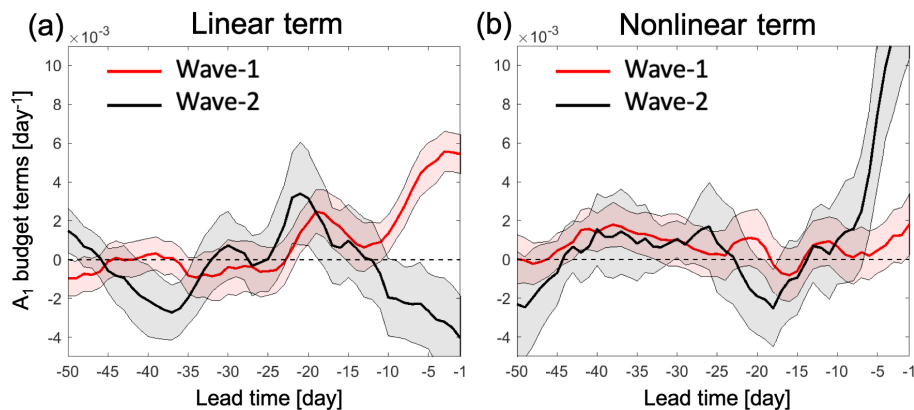 (a) Linear term
×10⁻³
Wave-1
Wave-2
A₁ budget terms [day⁻¹]
10
8
6
4
2
0
-2
-4
-50 -45 -40 -35 -30 -25 -20 -15 -10 -5 -1
Lead time [day]
(b) Nonlinear term
×10⁻³
Wave-1
Wave-2
10
8
6
4
2
0
-2
-4
-50 -45 -40 -35 -30 -25 -20 -15 -10 -5 -1
Lead time [day]